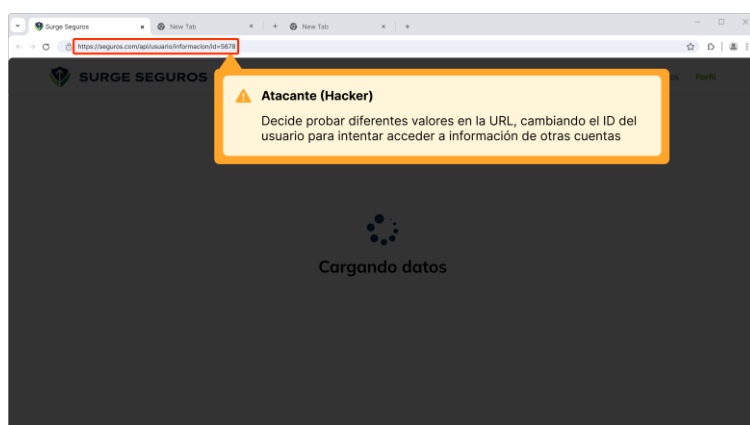 Surge Seguros
New Tab
New Tab
https://seguros.com/api/usuario/informacion/id=5678
SURGE SEGUROS
Perfil
Atacante (Hacker)
Decide probar diferentes valores en la URL, cambiando el ID del
usuario para intentar acceder a información de otras cuentas
Cargando datos